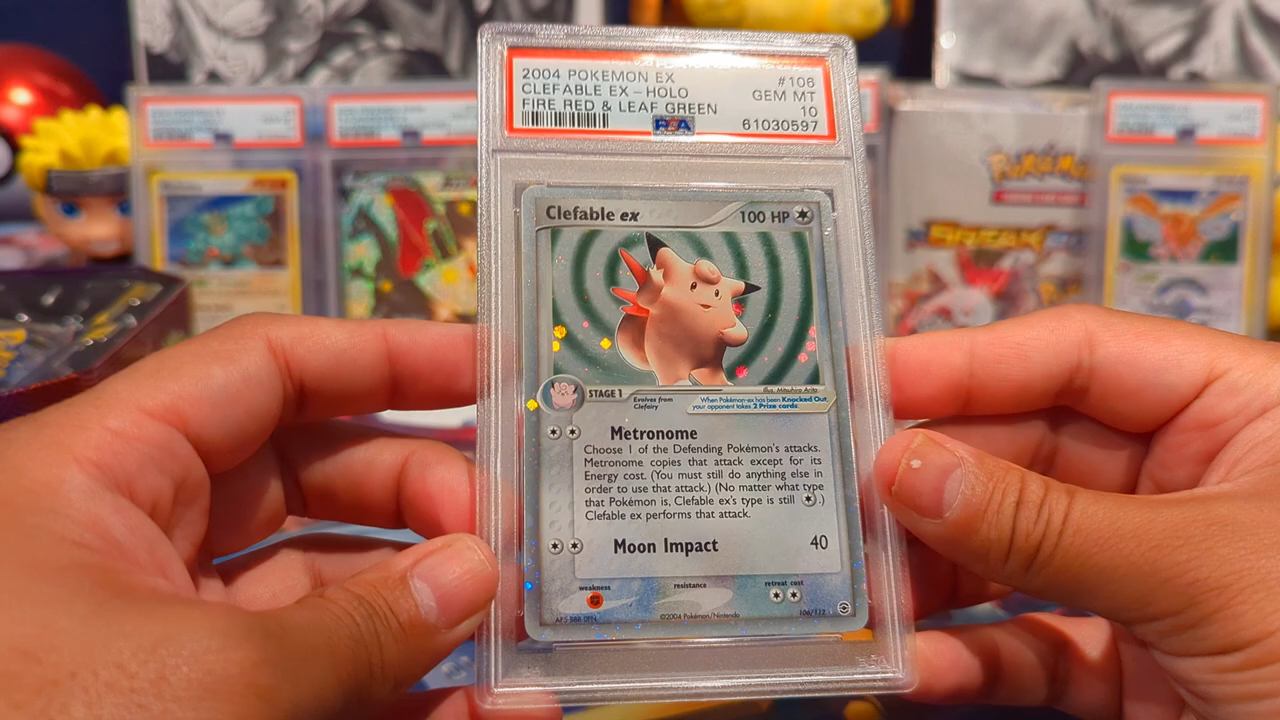 2004 POKEMON EX #106
CLEFABLE EX-HOLO GEM MT
FIRE RED & LEAF GREEN 10
PSA 61030597
Clefable ex 100 HP
Illus. Mitsuhiro Arita
STAGE 1
Evolves from
Clefairy
When Pokémon-ex has been Knocked Out,
your opponent takes 2 Prize cards.
Metronome
Choose 1 of the Defending Pokémon's attacks.
Metronome copies that attack except for its
Energy cost. (You must still do anything else in
order to use that attack.) (No matter what type
that Pokémon is, Clefable ex's type is still .)
Clefable ex performs that attack.
Moon Impact 40
weakness resistance retreat cost
©2004 Pokémon/Nintendo 106/112
POKÉMON
BREAK